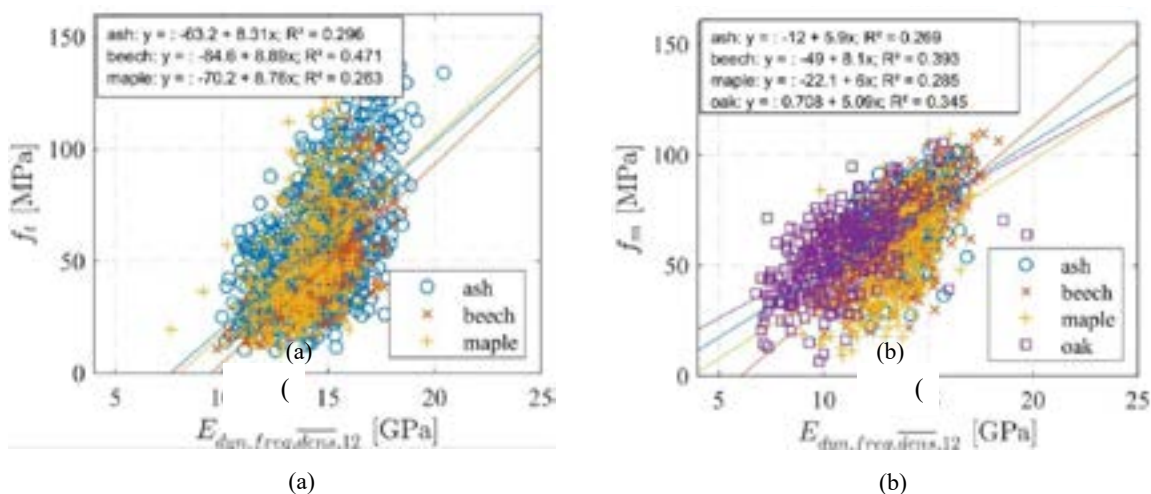 ash: y = : -63.2 + 8.31x; R² = 0.296
beech: y = : -84.6 + 8.89x; R² = 0.471
maple: y = : -70.2 + 8.76x; R² = 0.263
150
100
50
0
5
10
15
20
25
fₜ [MPa]
ash
beech
maple
(a)
(
E_dyn,freq,dens,12 [GPa]
(a)
ash: y = : -12 + 5.9x; R² = 0.269
beech: y = : -49 + 8.1x; R² = 0.393
maple: y = : -22.1 + 6x; R² = 0.285
oak: y = : 0.708 + 5.09x; R² = 0.345
150
100
50
0
5
10
15
20
25
fₘ [MPa]
ash
beech
maple
oak
(b)
(
E_dyn,freq,dens,12 [GPa]
(b)